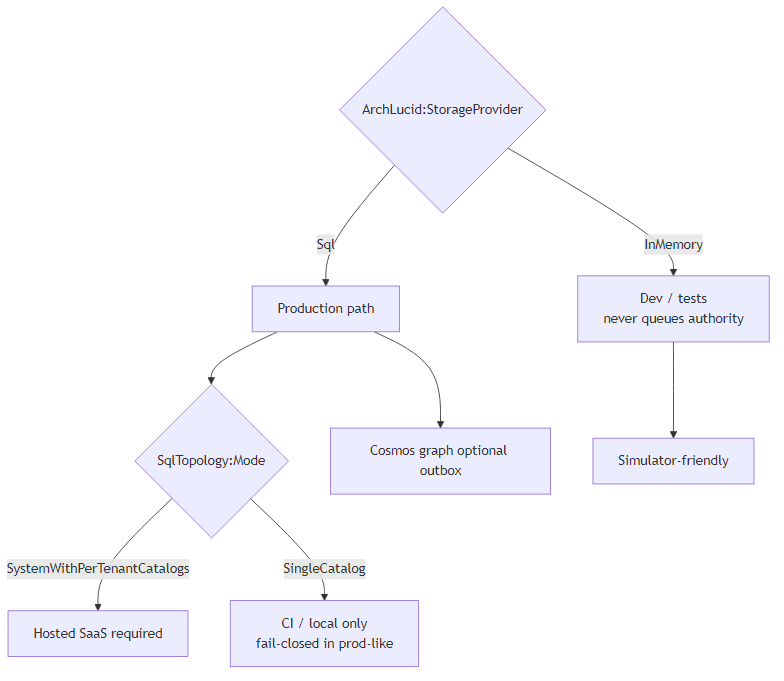 ArchLucid:StorageProvider
Sql
InMemory
Production path
Dev / tests
never queues authority
SqlTopology:Mode
Cosmos graph optional
outbox
Simulator-friendly
SystemWithPerTenantCatalogs
SingleCatalog
Hosted SaaS required
CI / local only
fail-closed in prod-like